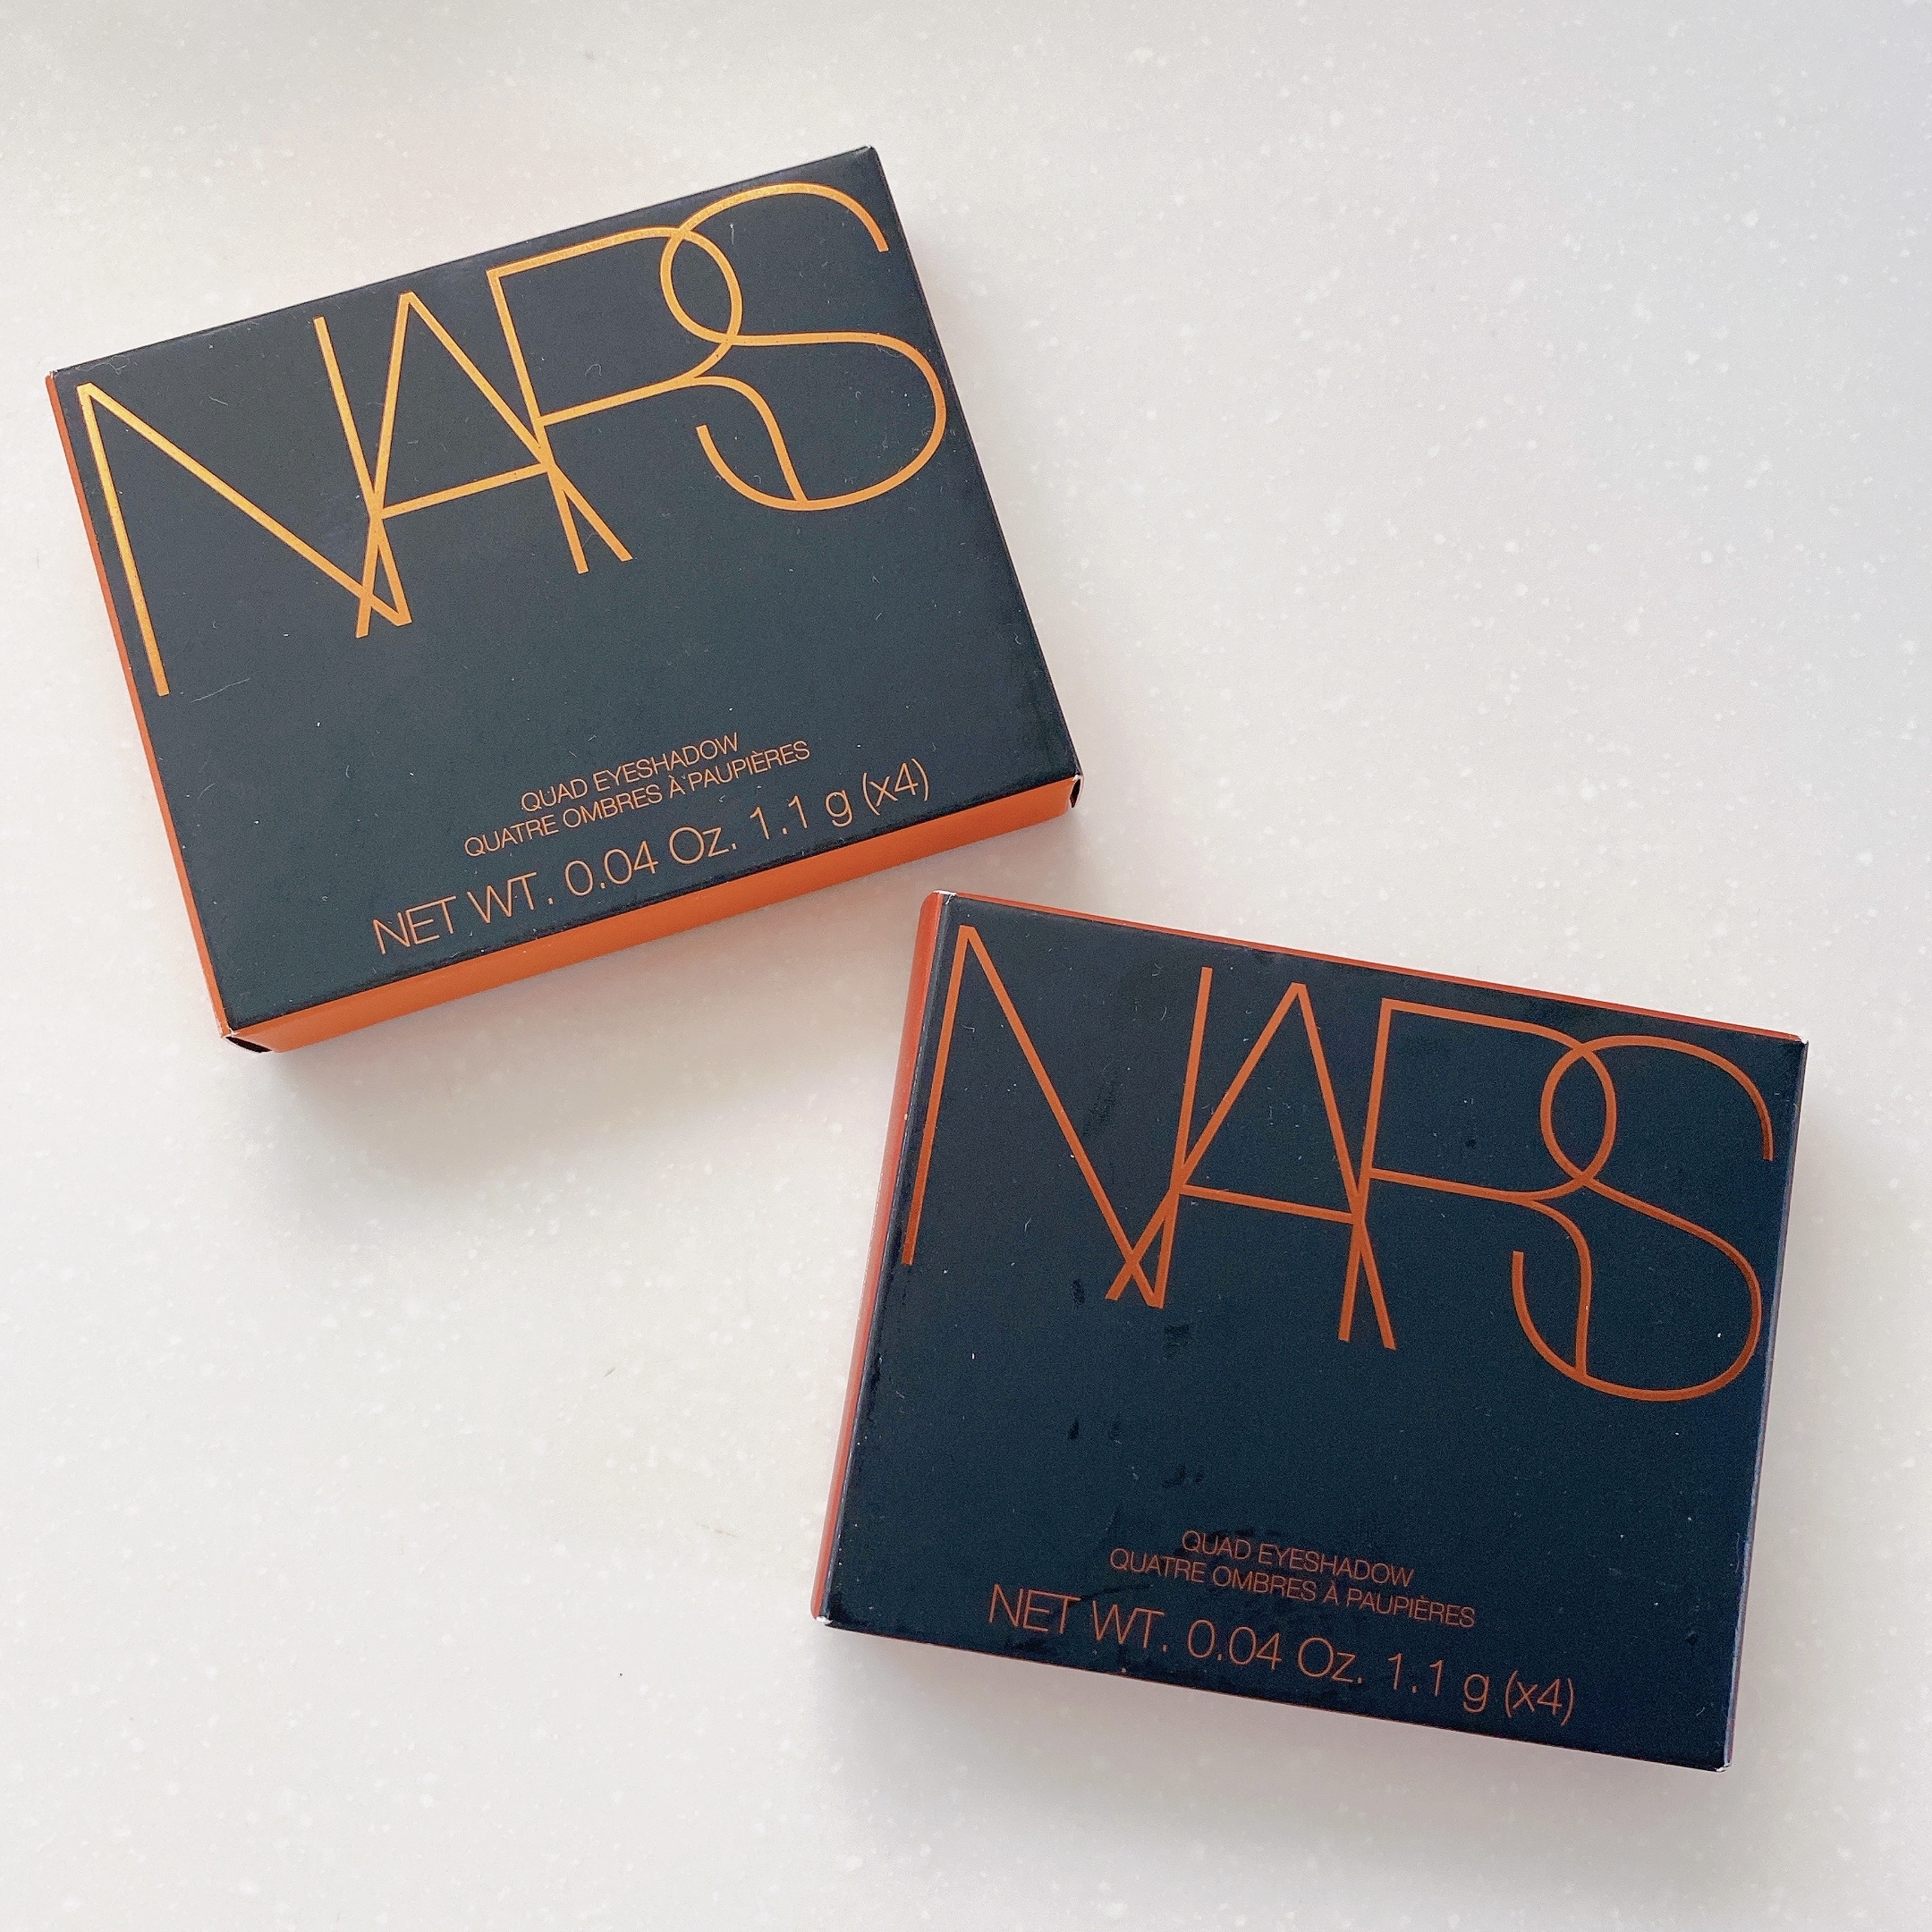 NARS
QUAD EYESHADOW
QUATRE OMBRES À PAUPIÈRES
NET WT. 0.04 Oz. 1.1 g (x4)
NARS
QUAD EYESHADOW
QUATRE OMBRES À PAUPIÈRES
NET WT. 0.04 Oz. 1.1 g (x4)